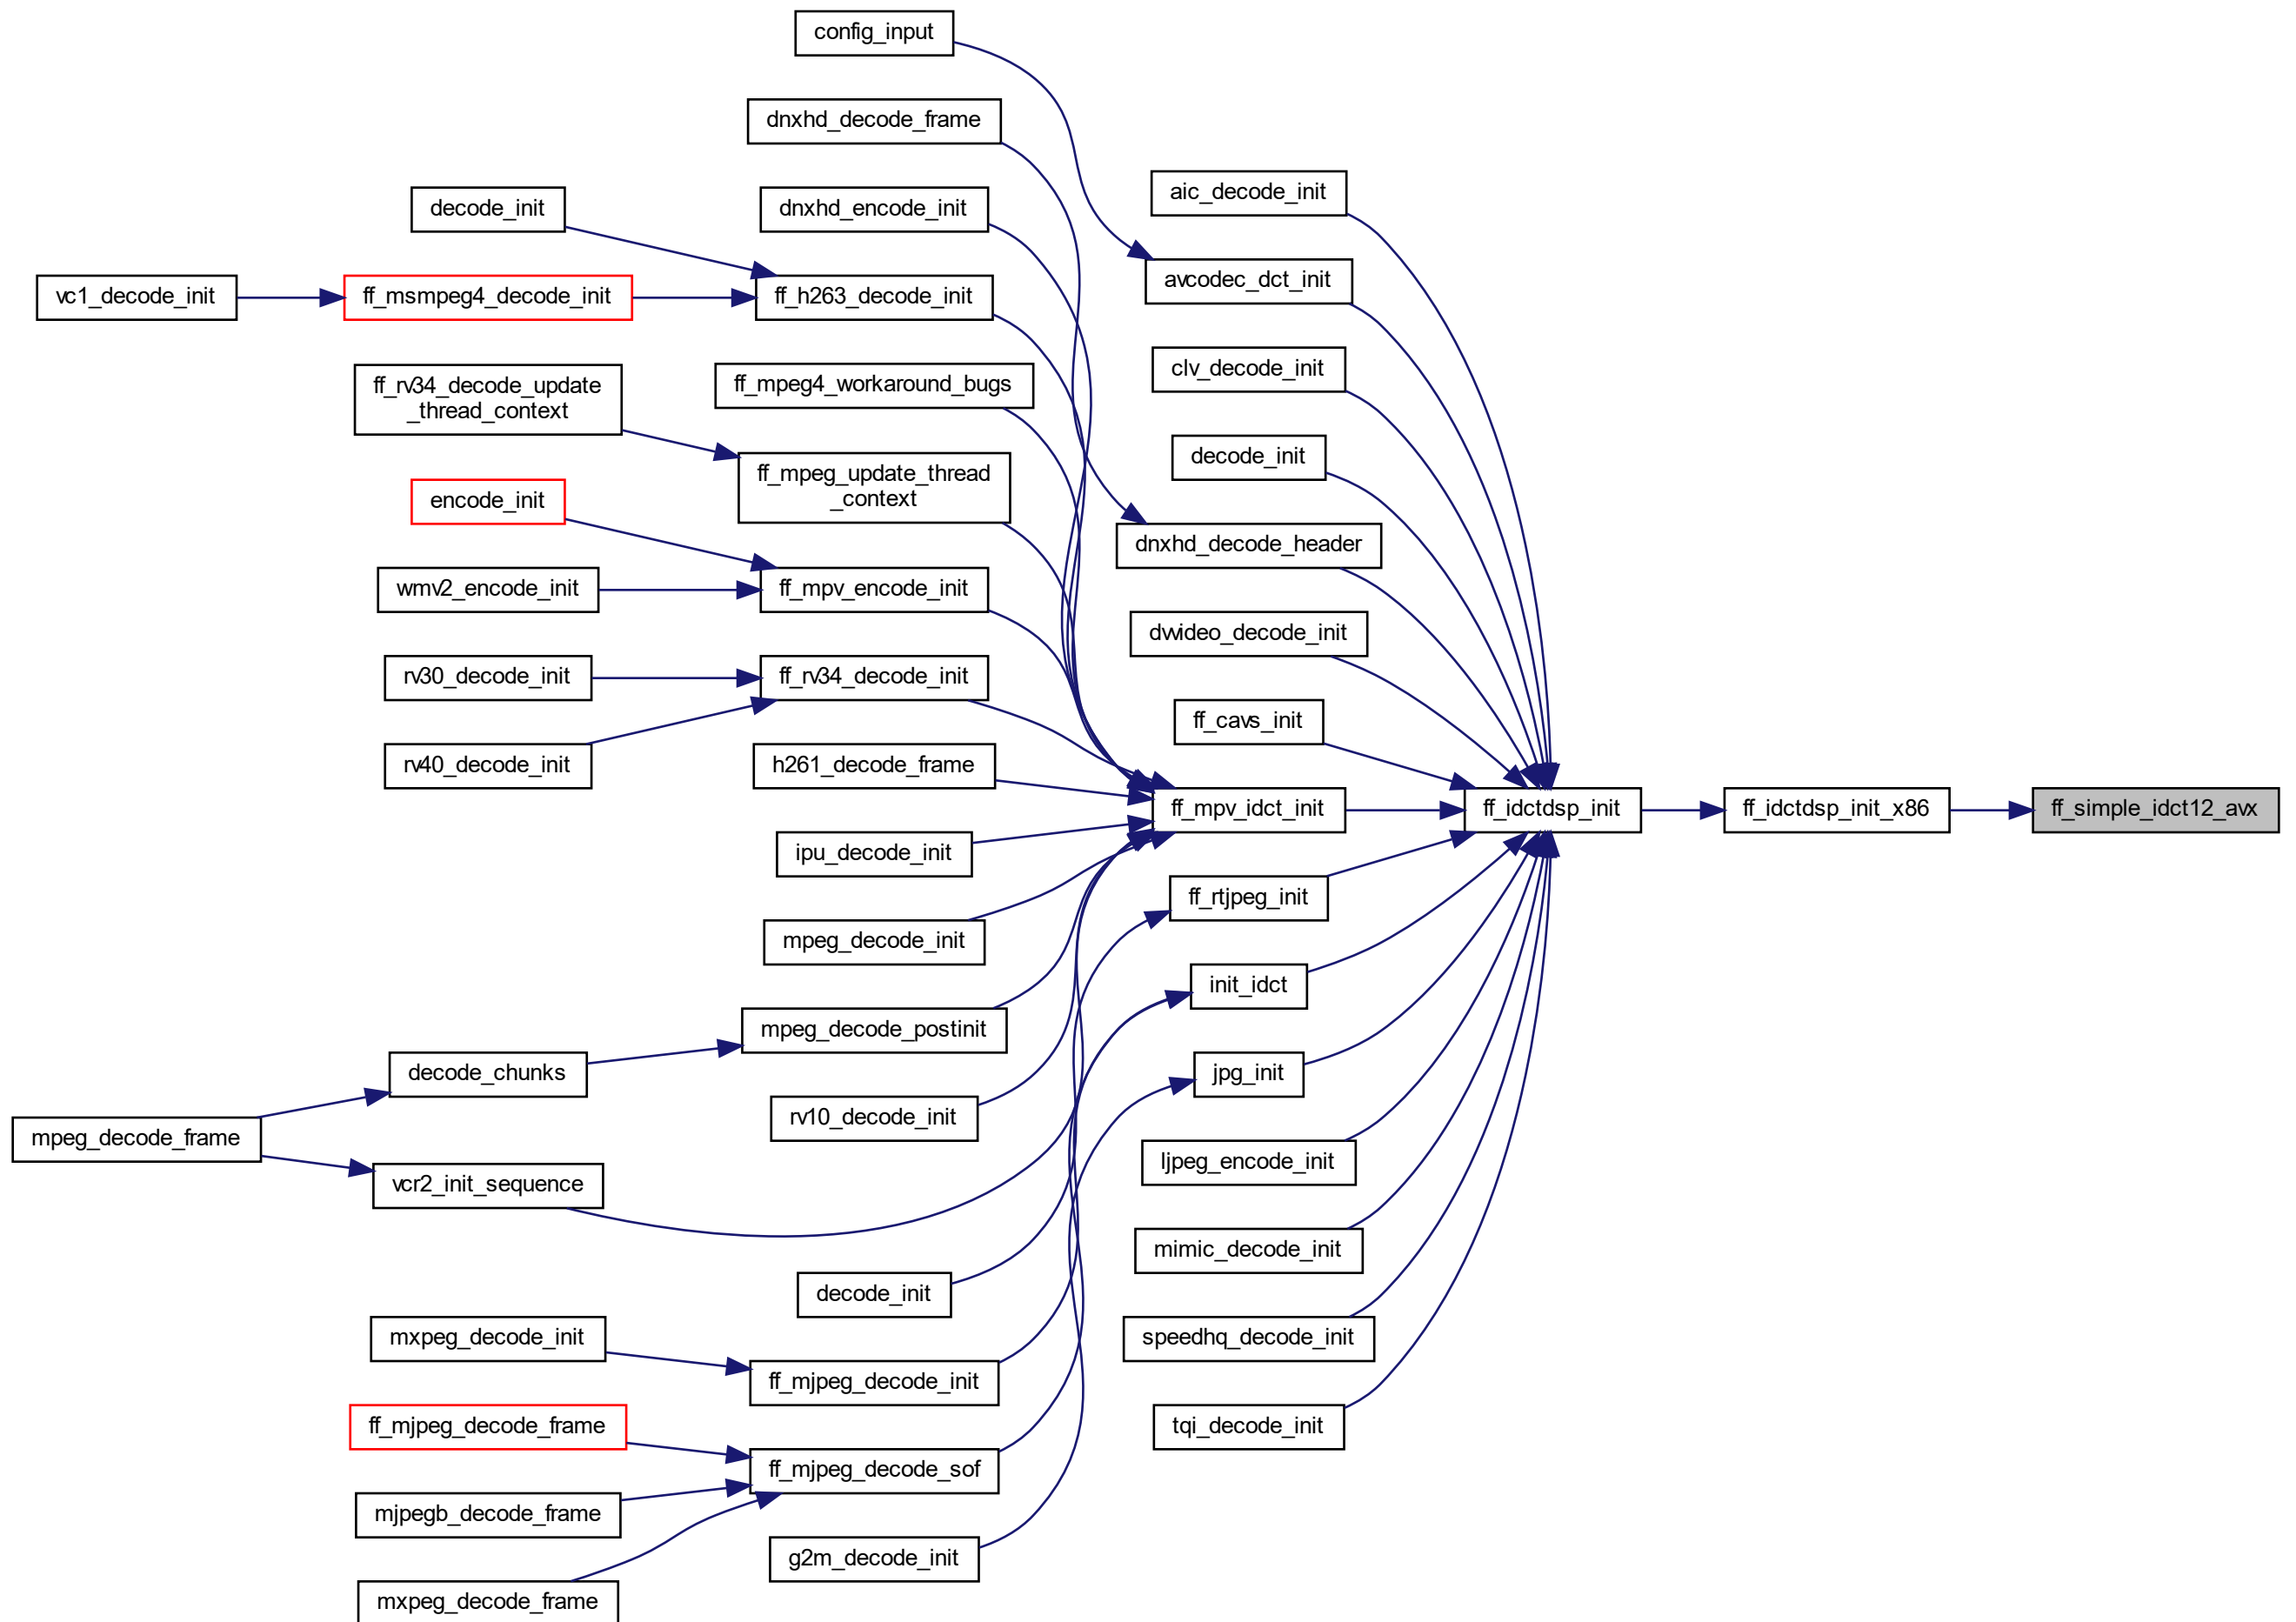 config_input
dnxhd_decode_frame
aic_decode_init
decode_init
dnxhd_encode_init
avcodec_dct_init
vc1_decode_init
ff_msmpeg4_decode_init
ff_h263_decode_init
clv_decode_init
ff_rv34_decode_update
_thread_context
ff_mpeg4_workaround_bugs
decode_init
ff_mpeg_update_thread
_context
encode_init
dnxhd_decode_header
wmv2_encode_init
ff_mpv_encode_init
dvvideo_decode_init
rv30_decode_init
ff_rv34_decode_init
ff_cavs_init
rv40_decode_init
h261_decode_frame
ff_mpv_idct_init
ff_idctdsp_init
ff_idctdsp_init_x86
ff_simple_idct12_avx
ipu_decode_init
ff_rtjpeg_init
mpeg_decode_init
init_idct
mpeg_decode_postinit
decode_chunks
jpg_init
rv10_decode_init
mpeg_decode_frame
ljpeg_encode_init
vcr2_init_sequence
mimic_decode_init
decode_init
mxpeg_decode_init
speedhq_decode_init
ff_mjpeg_decode_init
ff_mjpeg_decode_frame
tqi_decode_init
ff_mjpeg_decode_sof
mjpegb_decode_frame
g2m_decode_init
mxpeg_decode_frame